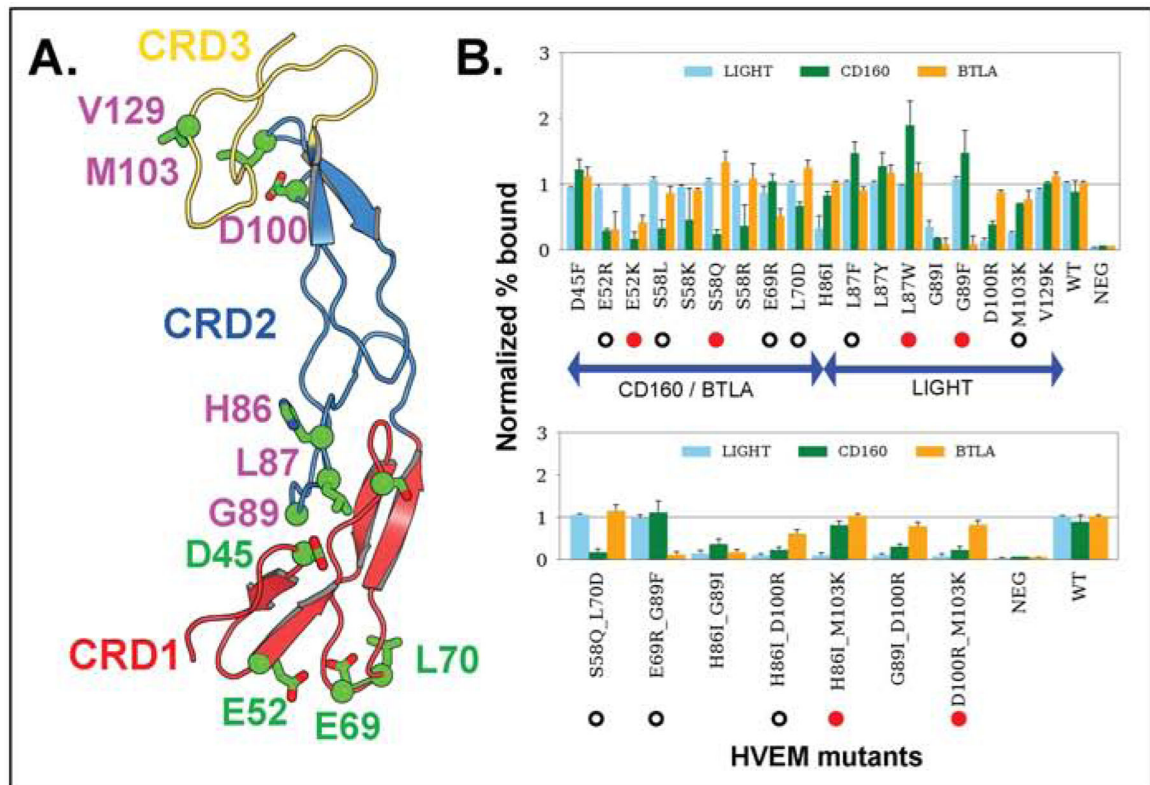 A.
CRD3
V129
M103
D100
CRD2
H86
L87
G89
D45
CRD1
E52
E69
L70
B.
Normalized % bound
3
2
1
0
LIGHT CD160 BTLA
D45F
E52R
E52K
S58L
S58K
S58Q
S58R
E69R
L70D
H86I
L87F
L87Y
L87W
G89I
G89F
D100R
M103K
V129K
WT
NEG
CD160 / BTLA
LIGHT
3
2
1
0
LIGHT CD160 BTLA
S58Q_L70D
E69R_G89F
H86I_G89I
H86I_D100R
H86I_M103K
G89I_D100R
D100R_M103K
NEG
WT
HVEM mutants